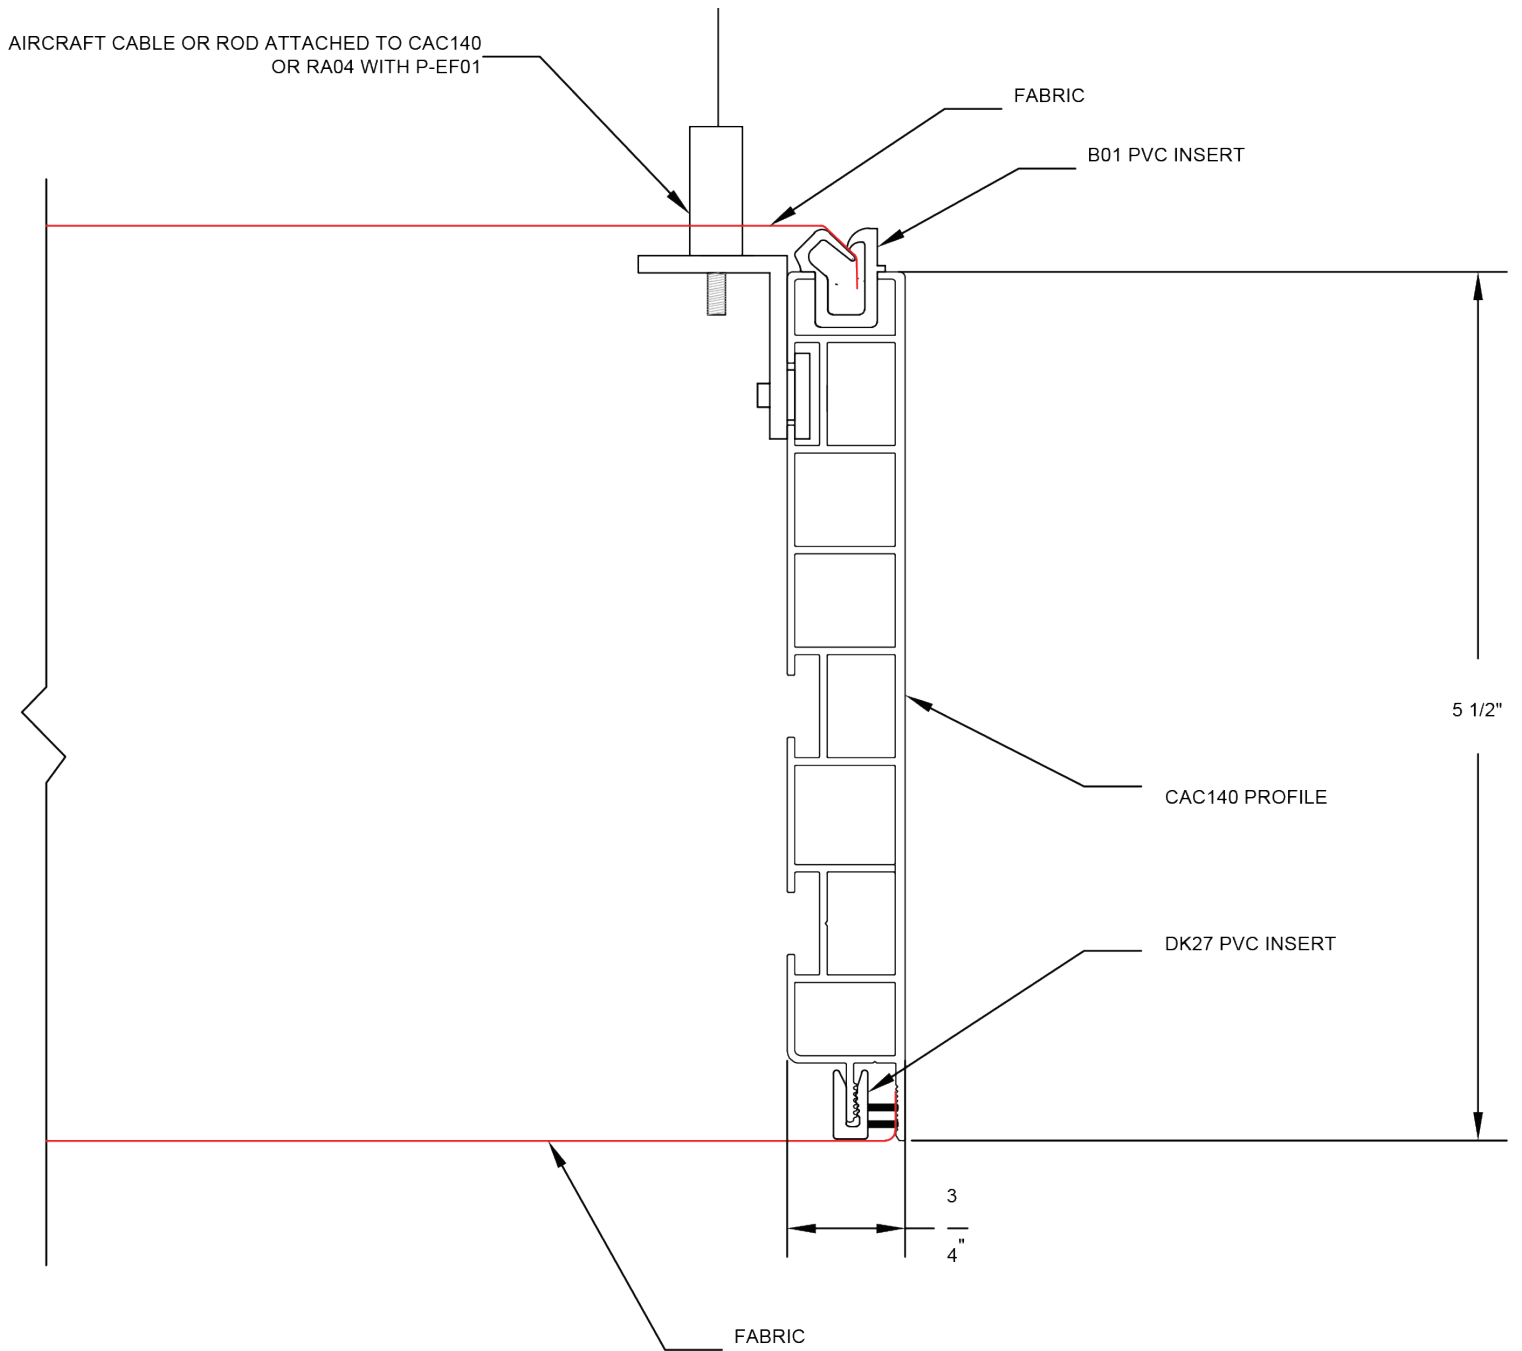 AIRCRAFT CABLE OR ROD ATTACHED TO CAC140
OR RA04 WITH P-EF01
FABRIC
B01 PVC INSERT
5 1/2"
CAC140 PROFILE
DK27 PVC INSERT
3
4"
FABRIC